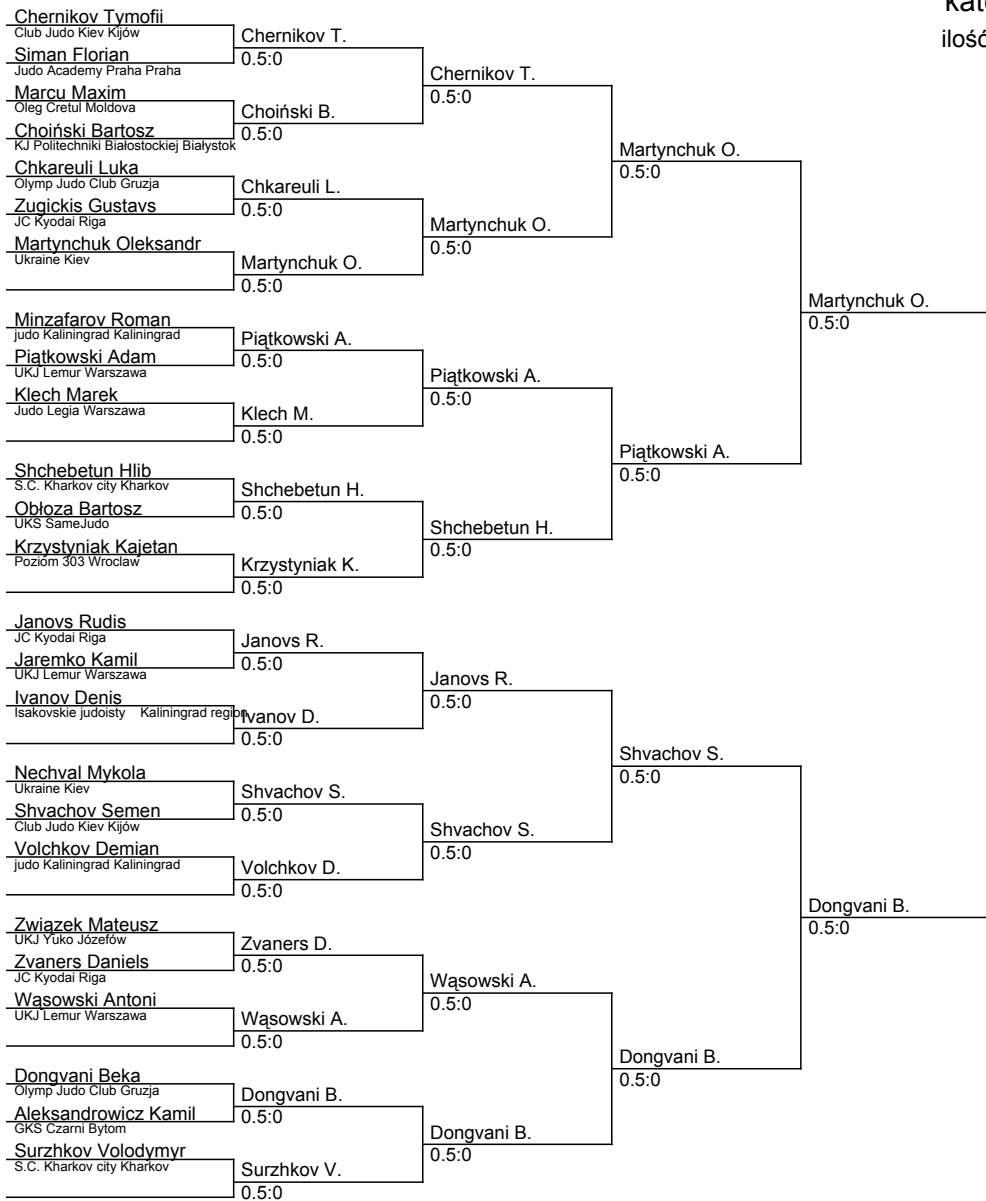 kate
ilość
Chernikov Tymofii
Club Judo Kiev Kijów
Siman Florian
Judo Academy Praha Praha
Marcu Maxim
Oleg Cretul Moldova
Choiński Bartosz
KJ Politechniki Białostockiej Białystok
Chkareuli Luka
Olymp Judo Club Gruzja
Zugickis Gustavs
JC Kyodai Riga
Martynchuk Oleksandr
Ukraine Kiev
Minzafarov Roman
judo Kaliningrad Kaliningrad
Piątkowski Adam
UKJ Lemur Warszawa
Klech Marek
Judo Legia Warszawa
Shchebetun Hlib
S.C. Kharkov city Kharkov
Obłoza Bartosz
UKS SameJudo
Krzystyniak Kajetan
Poziom 303 Wroclaw
Janovs Rudis
JC Kyodai Riga
Jaremko Kamil
UKJ Lemur Warszawa
Ivanov Denis
Isakovskie judoisty Kaliningrad region
Nechval Mykola
Ukraine Kiev
Shvachov Semen
Club Judo Kiev Kijów
Volchkov Demian
judo Kaliningrad Kaliningrad
Związek Mateusz
UKJ Yuko Józefów
Zvaners Daniels
JC Kyodai Riga
Wąsowski Antoni
UKJ Lemur Warszawa
Dongvani Beka
Olymp Judo Club Gruzja
Aleksandrowicz Kamil
GKS Czarni Bytom
Surzhkov Volodymyr
S.C. Kharkov city Kharkov
Chernikov T.
0.5:0
Choiński B.
0.5:0
Chkareuli L.
0.5:0
Martynchuk O.
0.5:0
Piątkowski A.
0.5:0
Klech M.
0.5:0
Shchebetun H.
0.5:0
Krzystyniak K.
0.5:0
Janovs R.
0.5:0
Ivanov D.
0.5:0
Shvachov S.
0.5:0
Volchkov D.
0.5:0
Zvaners D.
0.5:0
Wąsowski A.
0.5:0
Dongvani B.
0.5:0
Surzhkov V.
0.5:0
Chernikov T.
0.5:0
Martynchuk O.
0.5:0
Piątkowski A.
0.5:0
Shchebetun H.
0.5:0
Janovs R.
0.5:0
Shvachov S.
0.5:0
Wąsowski A.
0.5:0
Dongvani B.
0.5:0
Martynchuk O.
0.5:0
Piątkowski A.
0.5:0
Shvachov S.
0.5:0
Dongvani B.
0.5:0
Martynchuk O.
0.5:0
Dongvani B.
0.5:0